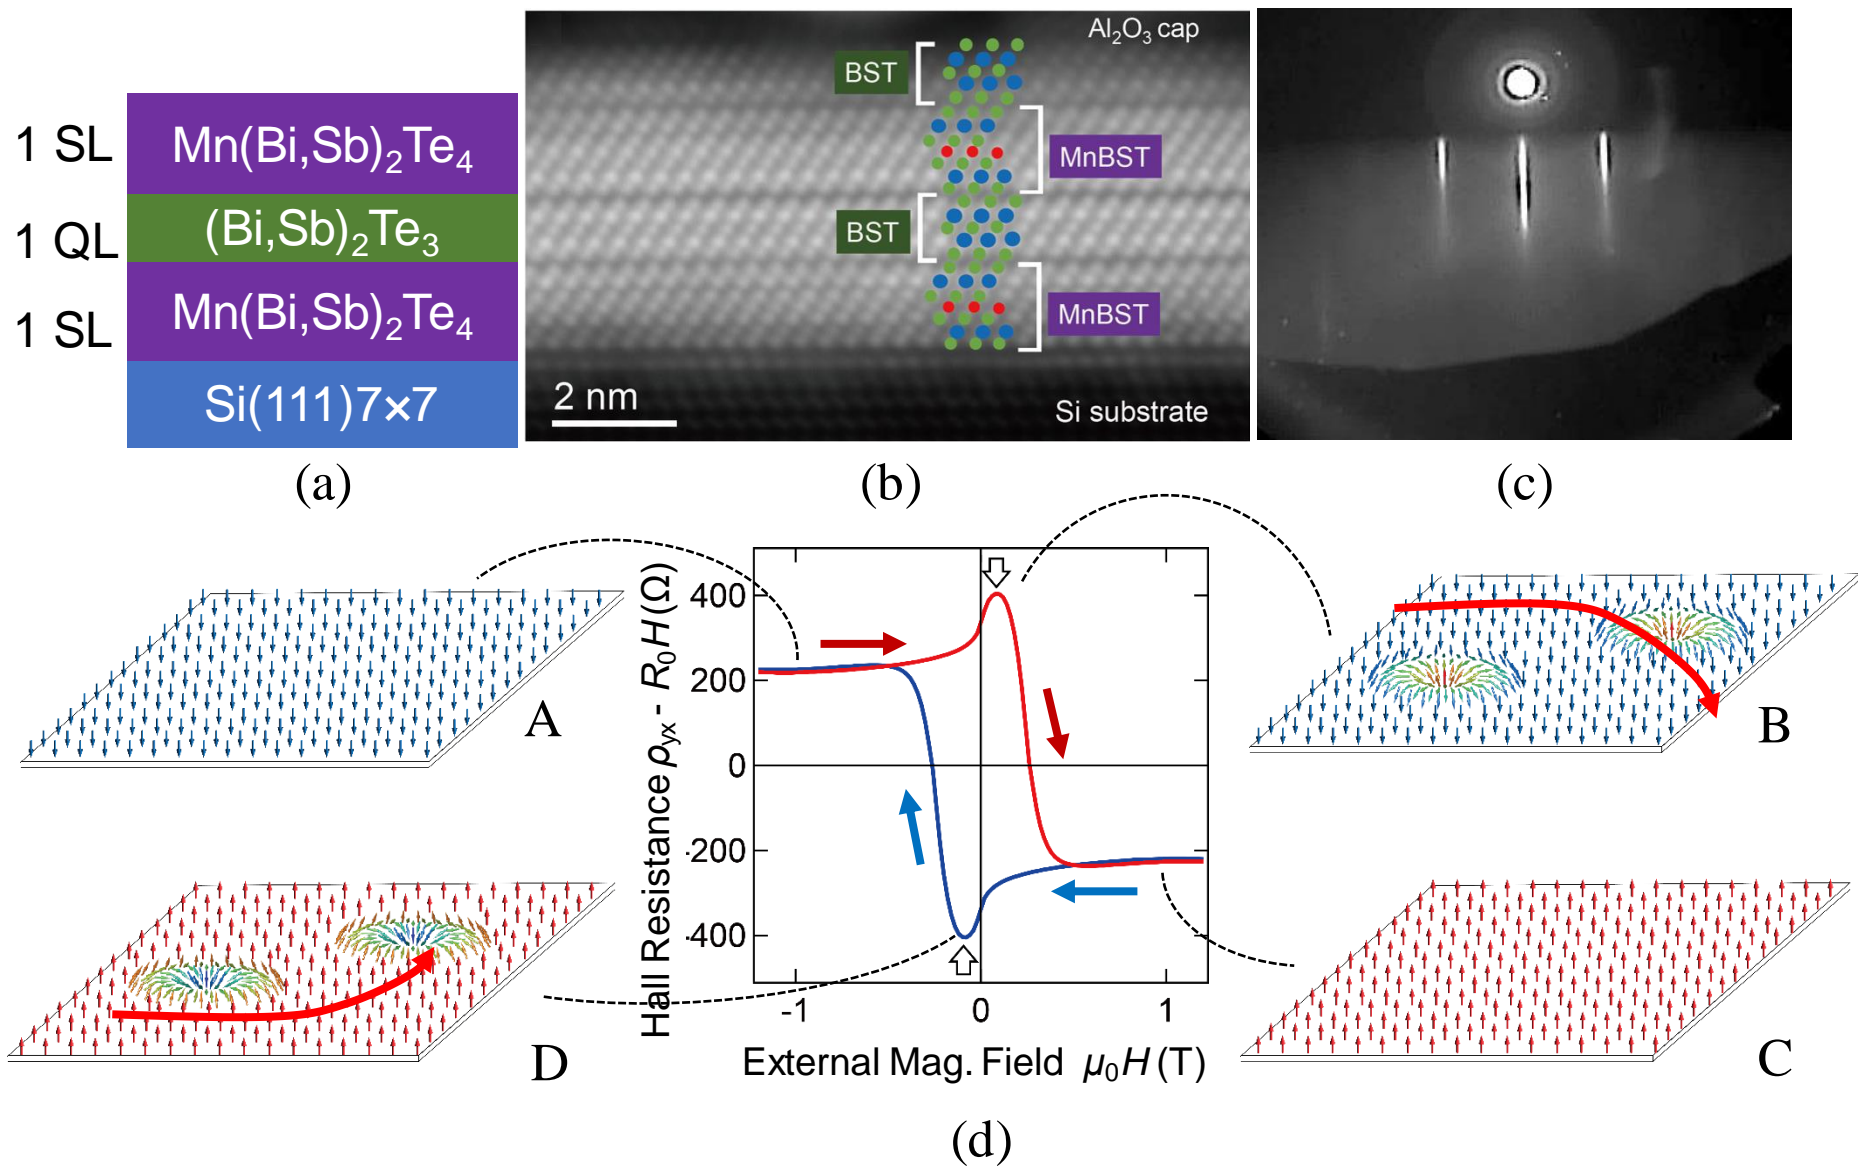 1 SL
Mn(Bi,Sb)₂Te₄
1 QL
(Bi,Sb)₂Te₃
1 SL
Mn(Bi,Sb)₂Te₄
Si(111)7×7
(a)
Al₂O₃ cap
BST
MnBST
BST
MnBST
2 nm
Si substrate
(b)
(c)
A
B
C
D
Hall Resistance ρyx - R₀H(Ω)
400
200
0
-200
-400
-1
0
1
External Mag. Field μ₀H (T)
(d)